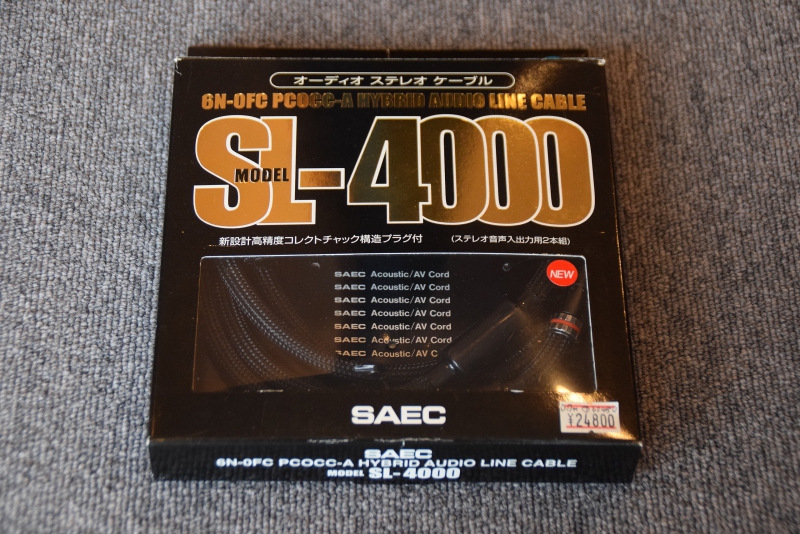 オーディオ ステレオ ケーブル
6N-OFC PCOCC-A HYBRID AUDIO LINE CABLE
MODEL SL-4000
新設計高精度コレクトチャック構造プラグ付 (ステレオ音声入出力用2本組)
SAEC Acoustic/AV Cord
SAEC Acoustic/AV Cord
SAEC Acoustic/AV Cord
SAEC Acoustic/AV Cord
SAEC Acoustic/AV Cord
SAEC Acoustic/AV Cord
SAEC Acoustic/AV C
NEW
SAEC
¥24800
SAEC
6N-OFC PCOCC-A HYBRID AUDIO LINE CABLE
MODEL SL-4000